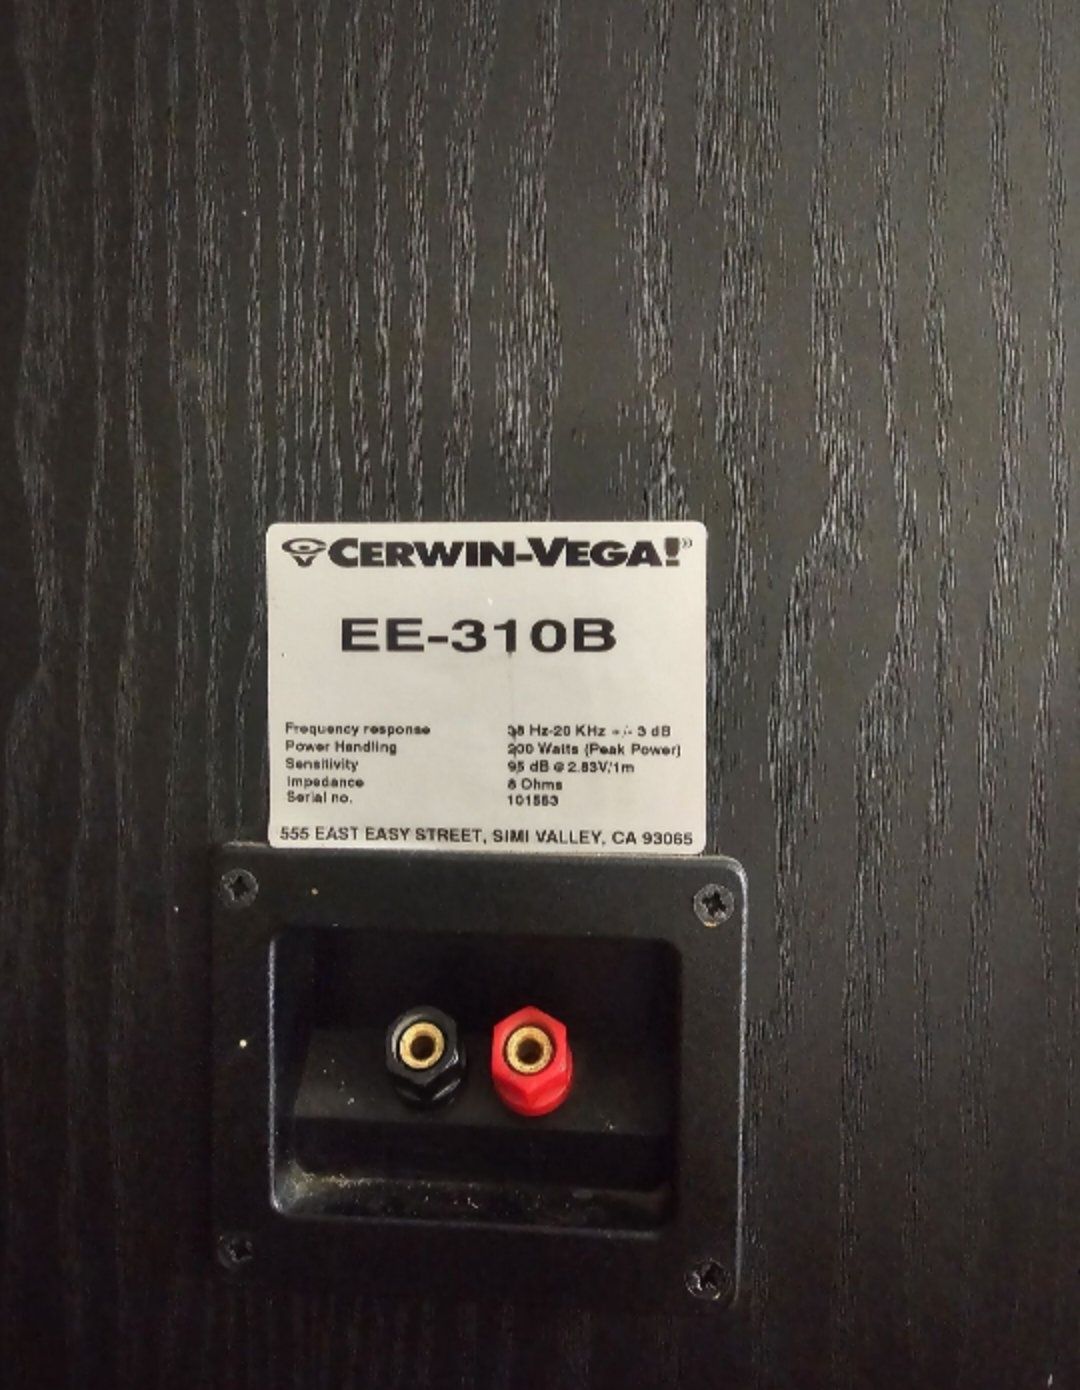 CERWIN-VEGA!®
EE-310B
Frequency response 38 Hz-20 KHz +/- 3 dB
Power Handling 200 Watts (Peak Power)
Sensitivity 95 dB @ 2.83V/1m
Impedance 8 Ohms
Serial no. 101563
555 EAST EASY STREET, SIMI VALLEY, CA 93065